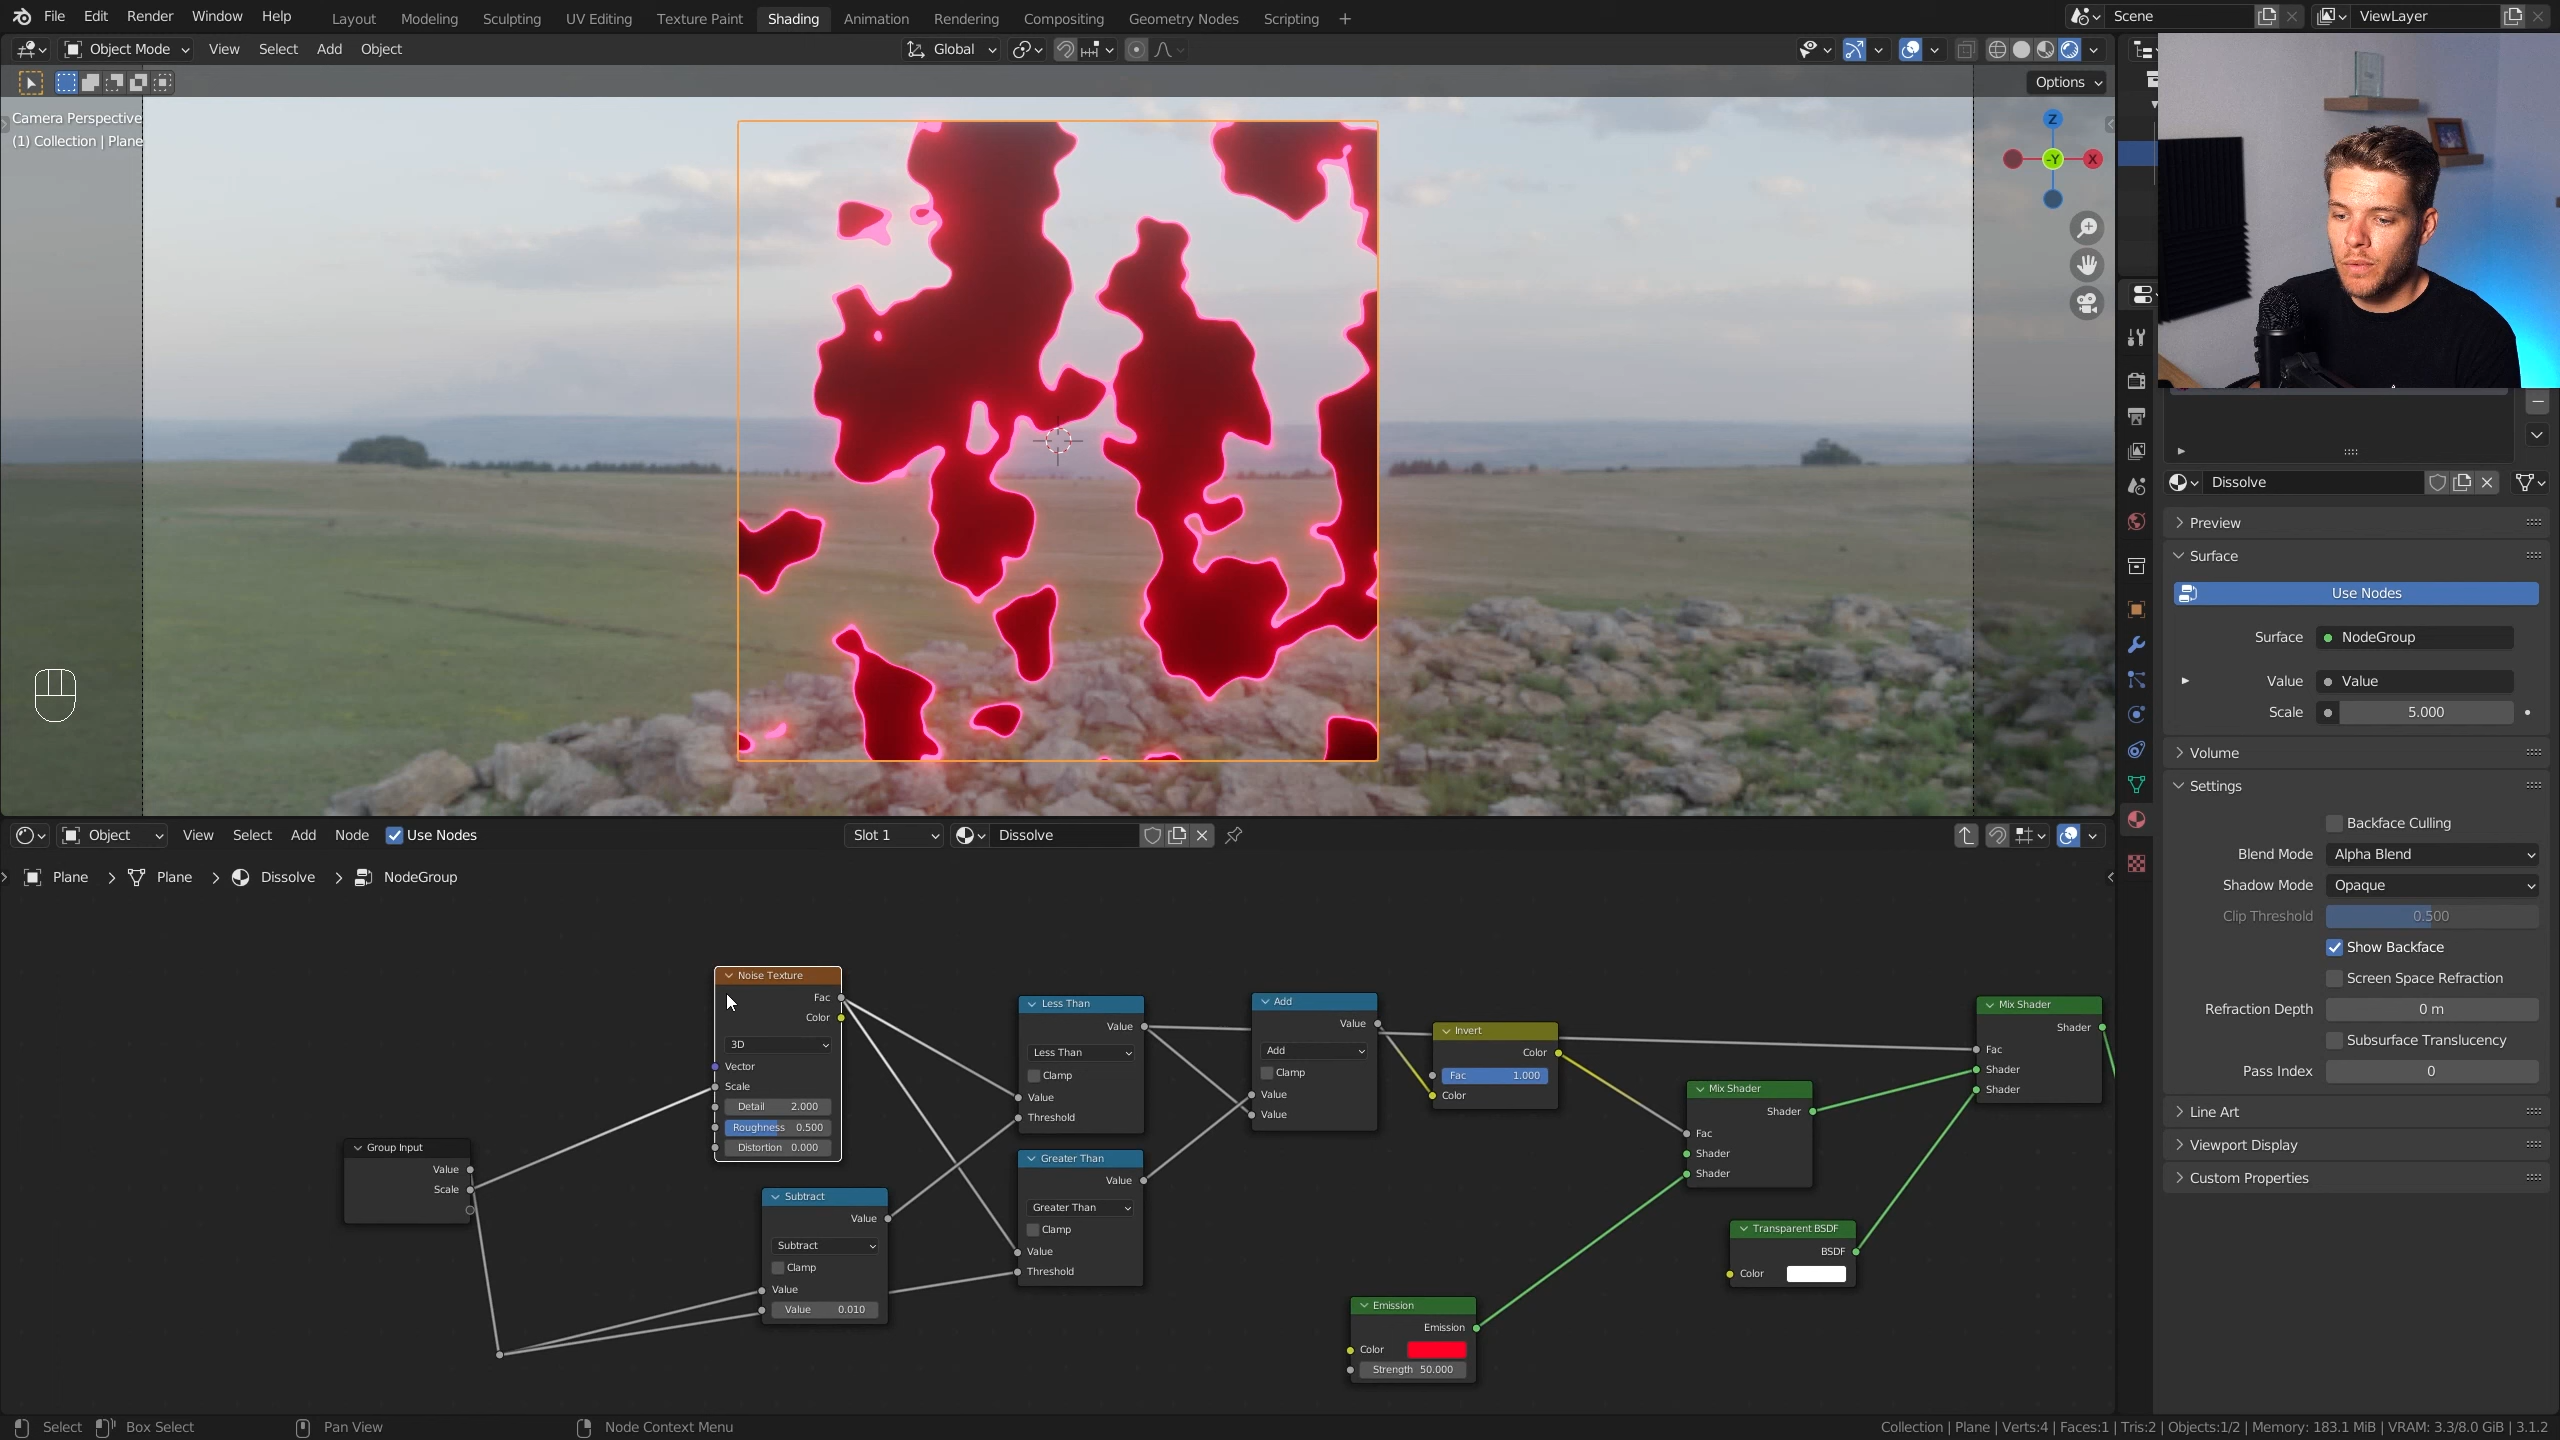 File Edit Render Window Help Layout Modeling Sculpting UV Editing Texture Paint Shading Animation Rendering Compositing Geometry Nodes Scripting + Scene ViewLayer
Object Mode View Select Add Object Global
Options
Camera Perspective
(1) Collection | Plane
Z
-Y X
Dissolve
Preview
Surface
Use Nodes
Surface NodeGroup
Value Value
Scale 5.000
Volume
Settings
Backface Culling
Blend Mode Alpha Blend
Shadow Mode Opaque
Clip Threshold 0.500
Show Backface
Screen Space Refraction
Refraction Depth 0 m
Subsurface Translucency
Pass Index 0
Line Art
Viewport Display
Custom Properties
Object View Select Add Node Use Nodes Slot 1 Dissolve
Plane > Plane > Dissolve > NodeGroup
Group Input
Value
Scale
Noise Texture
Fac
Color
3D
Vector
Scale
Detail 2.000
Roughness 0.500
Distortion 0.000
Subtract
Value
Subtract
Clamp
Value
Value 0.010
Less Than
Value
Less Than
Clamp
Value
Threshold
Greater Than
Value
Greater Than
Clamp
Value
Threshold
Add
Value
Add
Clamp
Value
Value
Invert
Color
Fac 1.000
Color
Emission
Emission
Color
Strength 50.000
Mix Shader
Shader
Fac
Shader
Shader
Transparent BSDF
BSDF
Color
Mix Shader
Shader
Fac
Shader
Shader
Select Box Select Pan View Node Context Menu Collection | Plane | Verts:4 | Faces:1 | Tris:2 | Objects:1/2 | Memory: 183.1 MiB | VRAM: 3.3/8.0 GiB | 3.1.2